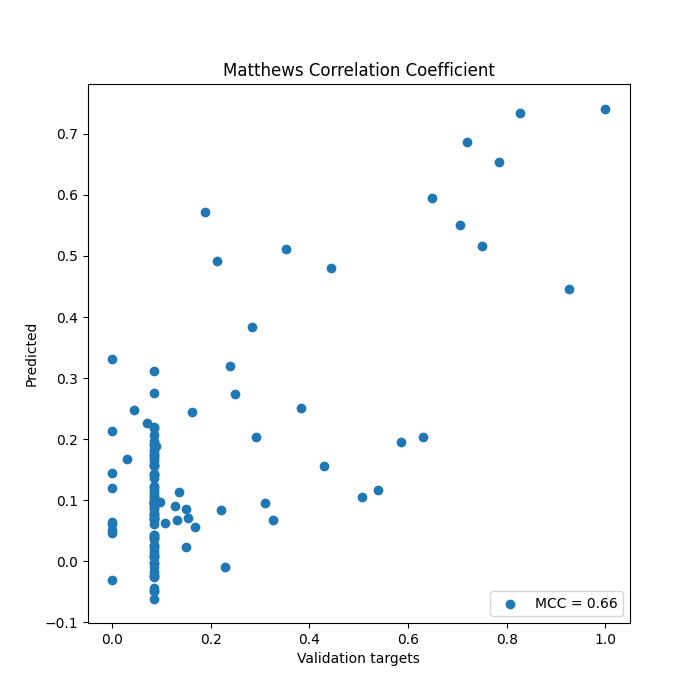 Matthews Correlation Coefficient
0.7
0.6
0.5
0.4
0.3
0.2
0.1
0.0
−0.1
Predicted
MCC = 0.66
0.0 0.2 0.4 0.6 0.8 1.0
Validation targets